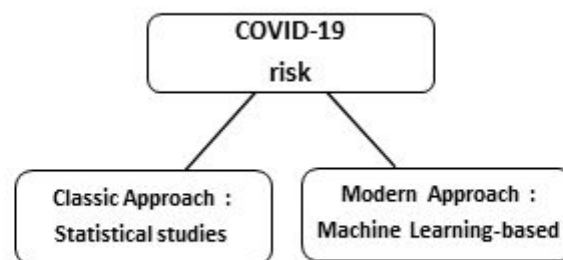 COVID-19
risk
Classic Approach :
Statistical studies
Modern Approach :
Machine Learning-based